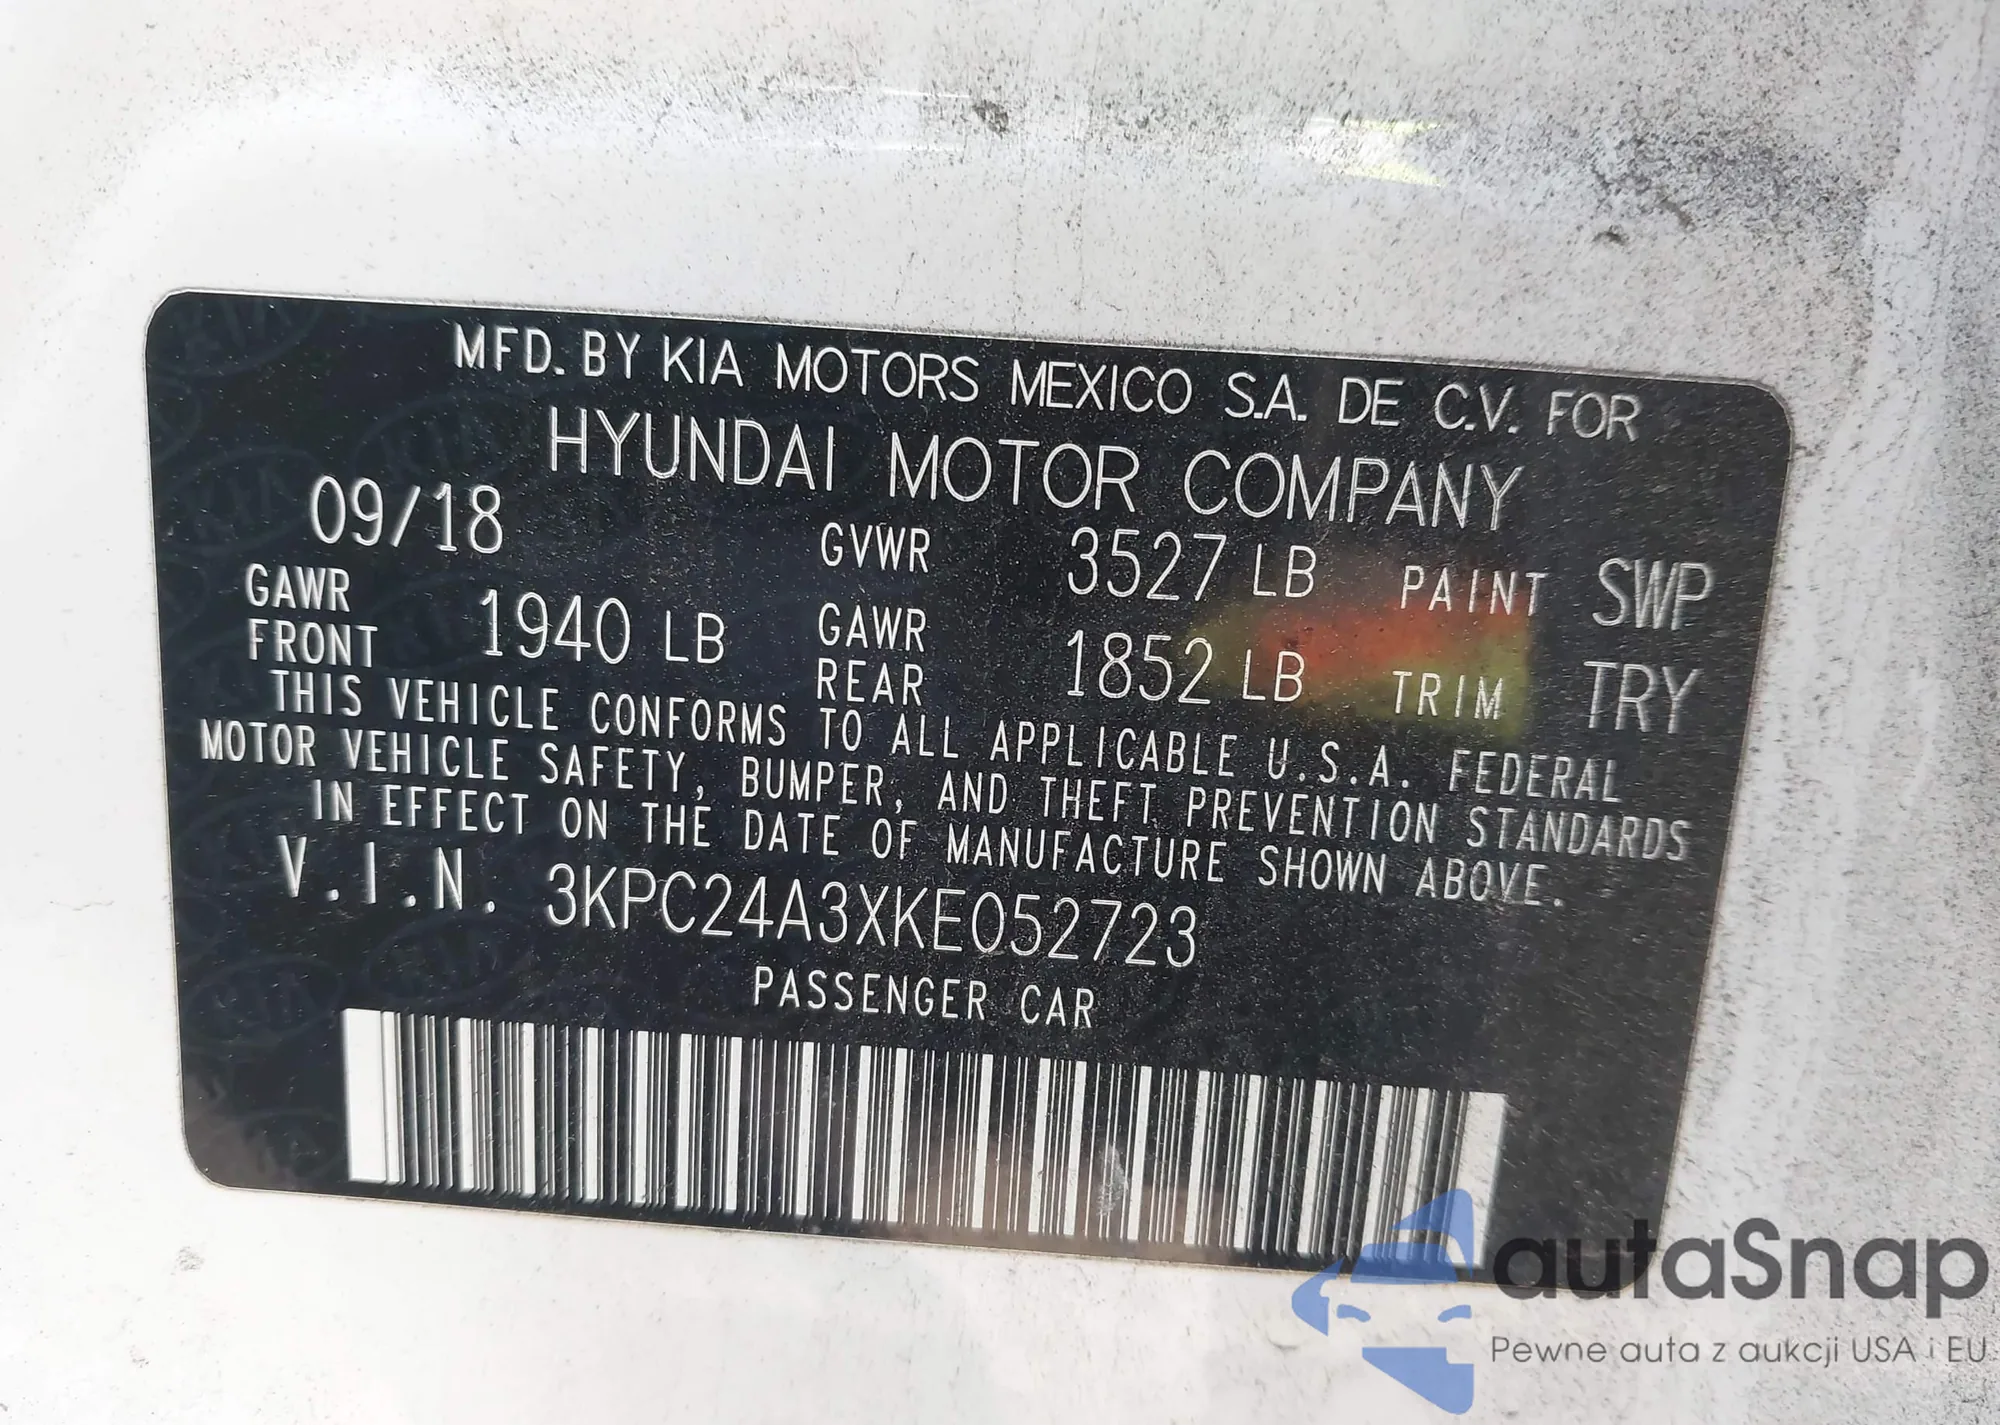 MFD. BY KIA MOTORS MEXICO S.A. DE C.V. FOR
HYUNDAI MOTOR COMPANY
09/18 GVWR 3527 LB PAINT SWP
GAWR FRONT 1940 LB GAWR REAR 1852 LB TRIM TRY
THIS VEHICLE CONFORMS TO ALL APPLICABLE U.S.A. FEDERAL
MOTOR VEHICLE SAFETY, BUMPER, AND THEFT PREVENTION STANDARDS
IN EFFECT ON THE DATE OF MANUFACTURE SHOWN ABOVE.
V.I.N. 3KPC24A3XKE052723
PASSENGER CAR
autaSnap
Pewne auta z aukcji USA i EU